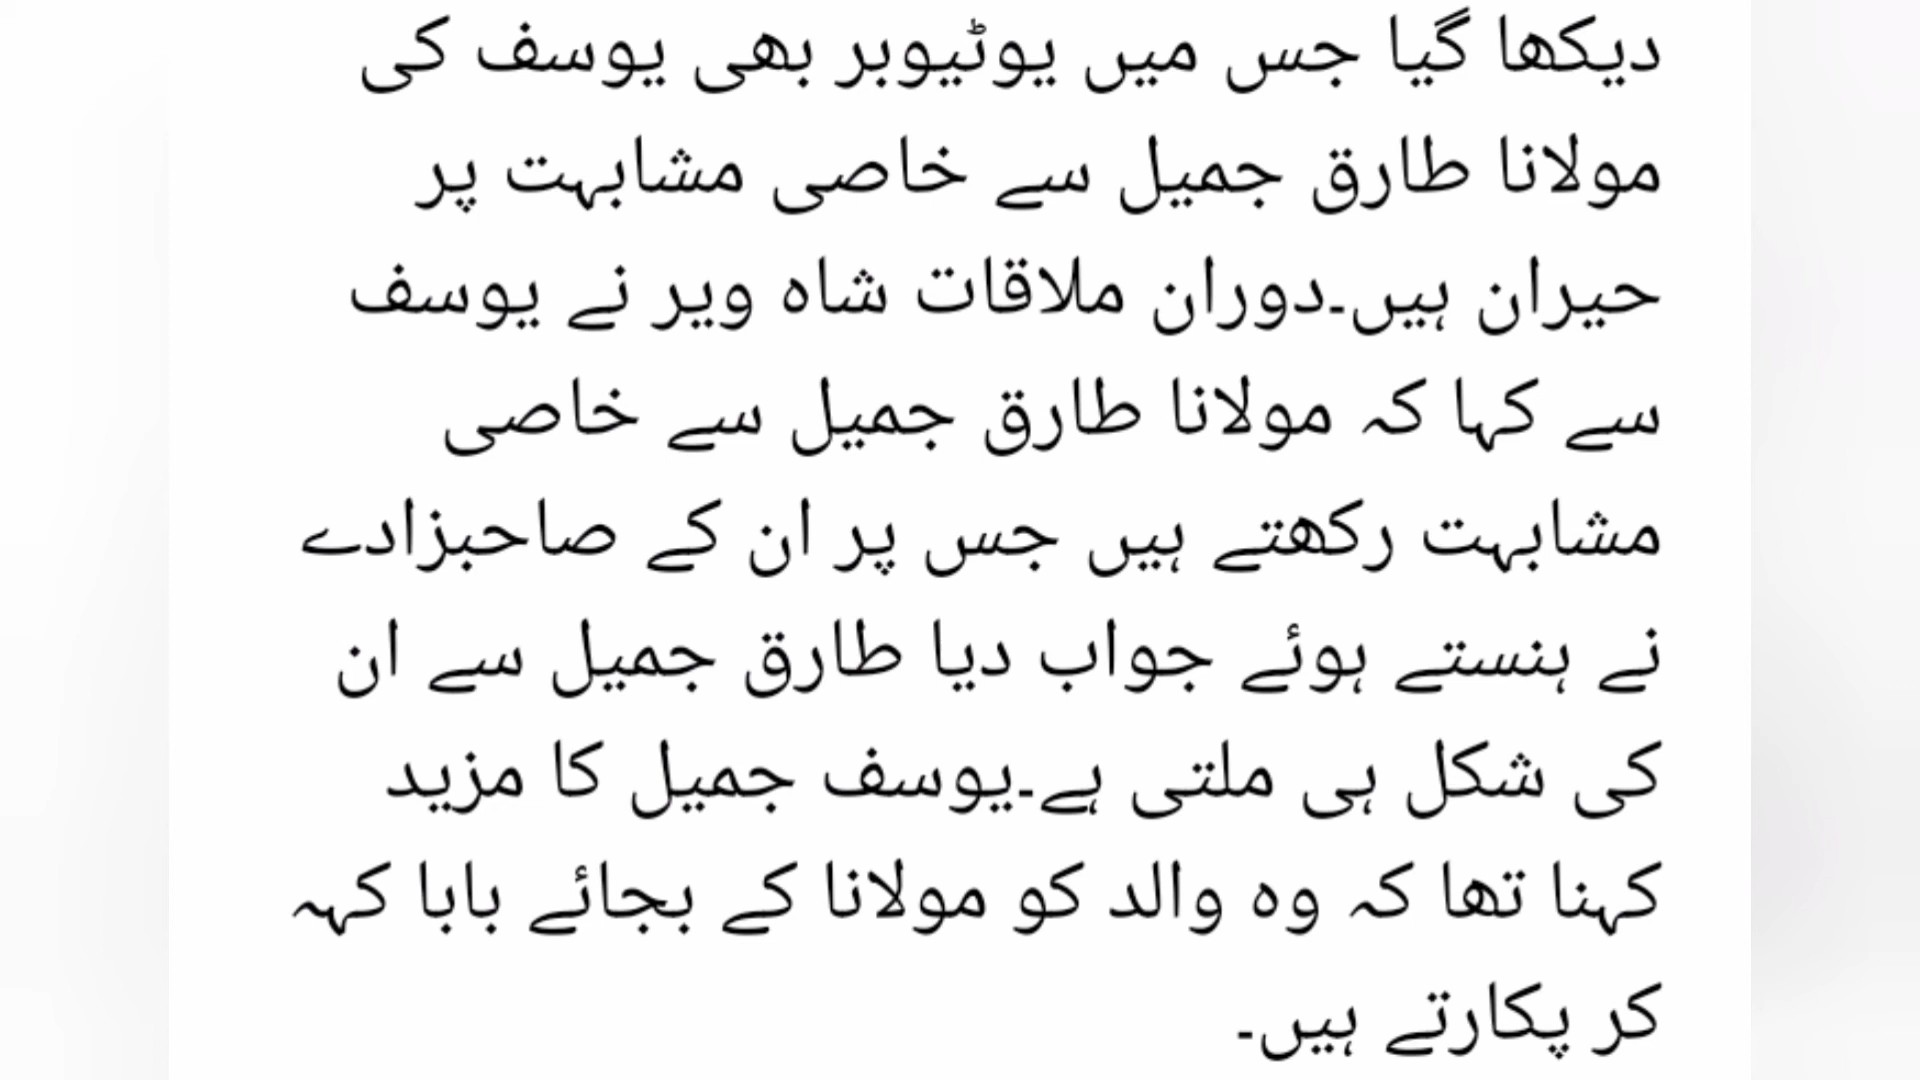 دیکھا گیا جس میں یوٹیوبر بھی یوسف کی
مولانا طارق جمیل سے خاصی مشابہت پر
حیران ہیں۔دوران ملاقات شاہ ویر نے یوسف
سے کہا کہ مولانا طارق جمیل سے خاصی
مشابہت رکھتے ہیں جس پر ان کے صاحبزادے
نے ہنستے ہوئے جواب دیا طارق جمیل سے ان
کی شکل ہی ملتی ہے۔یوسف جمیل کا مزید
کہنا تھا کہ وہ والد کو مولانا کے بجائے بابا کہہ
کر پکارتے ہیں۔